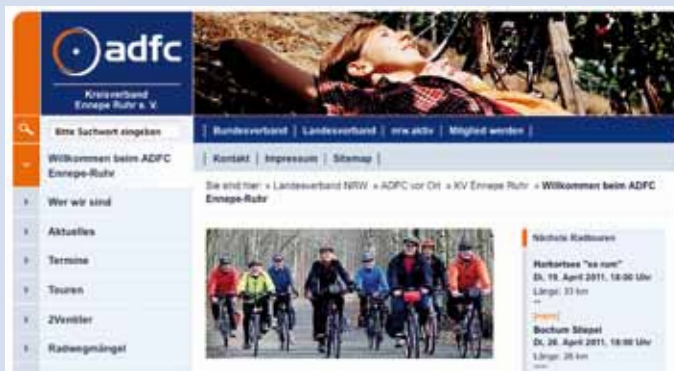 adfc
Kreisverband
Ennepe Ruhr e. V.
Bitte Suchwort eingeben
| Bundesverband | Landesverband | nrw.aktiv | Mitglied werden |
Willkommen beim ADFC
Ennepe-Ruhr
| Kontakt | Impressum | Sitemap |
Sie sind hier: » Landesverband NRW » ADFC vor Ort » KV Ennepe Ruhr » Willkommen beim ADFC
Ennepe-Ruhr
Wer wir sind
Aktuelles
Termine
Touren
2Ventiler
Radwegmängel
Nächste Radtouren
Harkortsee "es rum"
Di. 19. April 2011, 18:00 Uhr
Länge: 33 km
**
[mehr]
Bochum Stiepel
Di. 26. April 2011, 18:00 Uhr
Länge: 26 km